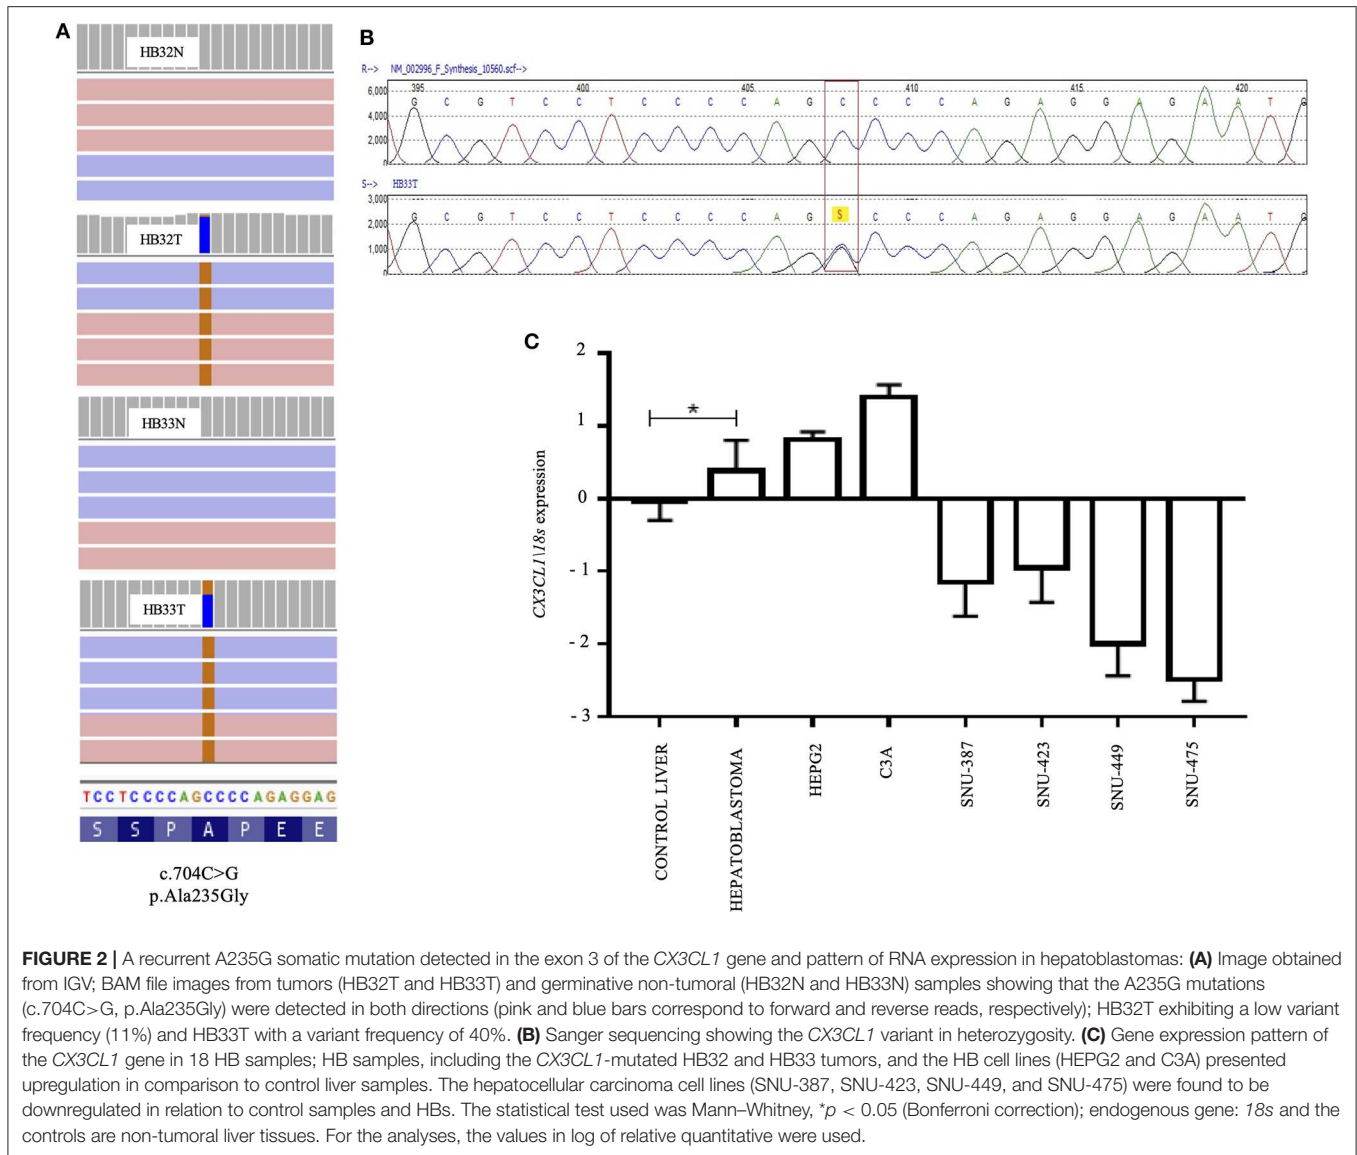 A
HB32N
HB32T
HB33N
HB33T
TCCTCCCCAGCCCCAGAGGAG
S S P A P E E
c.704C>G
p.Ala235Gly
B
R--> NM_002996_F_Synthesis_10560.scf-->
395 400 405 410 415 420
G C G T C C T C C C C A G C C C C A G A G G A G A A T G
6,000
4,000
2,000
0
S--> HB33T
G C G T C C T C C C C A G S C C C A G A G G A G A A T G
3,000
2,000
1,000
0
C
CX3CL1\18s expression
2
1
0
- 1
- 2
- 3
*
CONTROL LIVER
HEPATOBLASTOMA
HEPG2
C3A
SNU-387
SNU-423
SNU-449
SNU-475
FIGURE 2 | A recurrent A235G somatic mutation detected in the exon 3 of the CX3CL1 gene and pattern of RNA expression in hepatoblastomas: (A) Image obtained
from IGV; BAM file images from tumors (HB32T and HB33T) and germinative non-tumoral (HB32N and HB33N) samples showing that the A235G mutations
(c.704C>G, p.Ala235Gly) were detected in both directions (pink and blue bars correspond to forward and reverse reads, respectively); HB32T exhibiting a low variant
frequency (11%) and HB33T with a variant frequency of 40%. (B) Sanger sequencing showing the CX3CL1 variant in heterozygosity. (C) Gene expression pattern of
the CX3CL1 gene in 18 HB samples; HB samples, including the CX3CL1-mutated HB32 and HB33 tumors, and the HB cell lines (HEPG2 and C3A) presented
upregulation in comparison to control liver samples. The hepatocellular carcinoma cell lines (SNU-387, SNU-423, SNU-449, and SNU-475) were found to be
downregulated in relation to control samples and HBs. The statistical test used was Mann–Whitney, *p < 0.05 (Bonferroni correction); endogenous gene: 18s and the
controls are non-tumoral liver tissues. For the analyses, the values in log of relative quantitative were used.